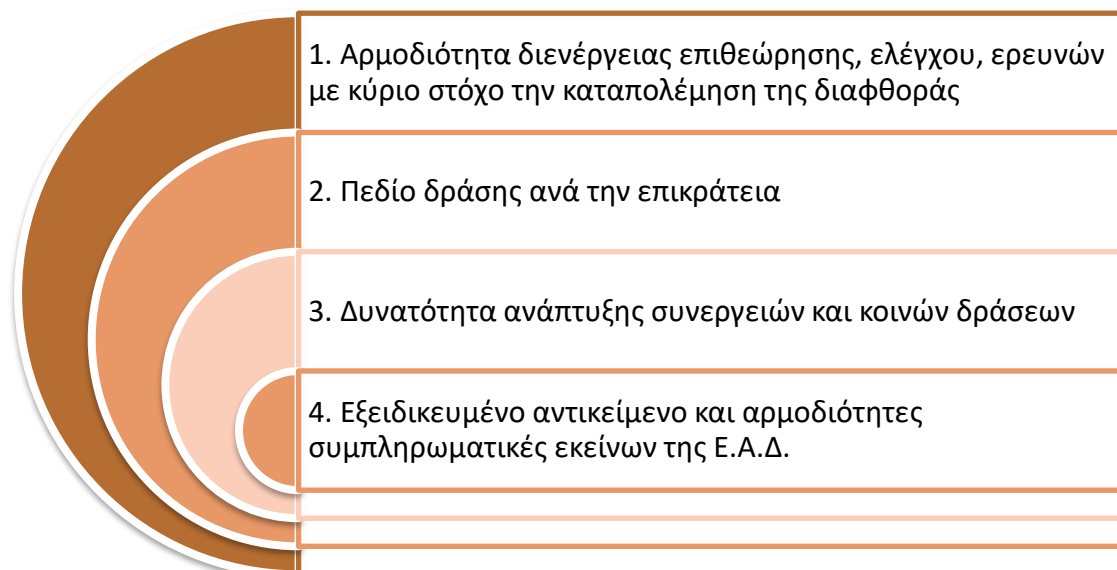 1. Αρμοδιότητα διενέργειας επιθεώρησης, ελέγχου, ερευνών
με κύριο στόχο την καταπολέμηση της διαφθοράς
2. Πεδίο δράσης ανά την επικράτεια
3. Δυνατότητα ανάπτυξης συνεργειών και κοινών δράσεων
4. Εξειδικευμένο αντικείμενο και αρμοδιότητες
συμπληρωματικές εκείνων της Ε.Α.Δ.